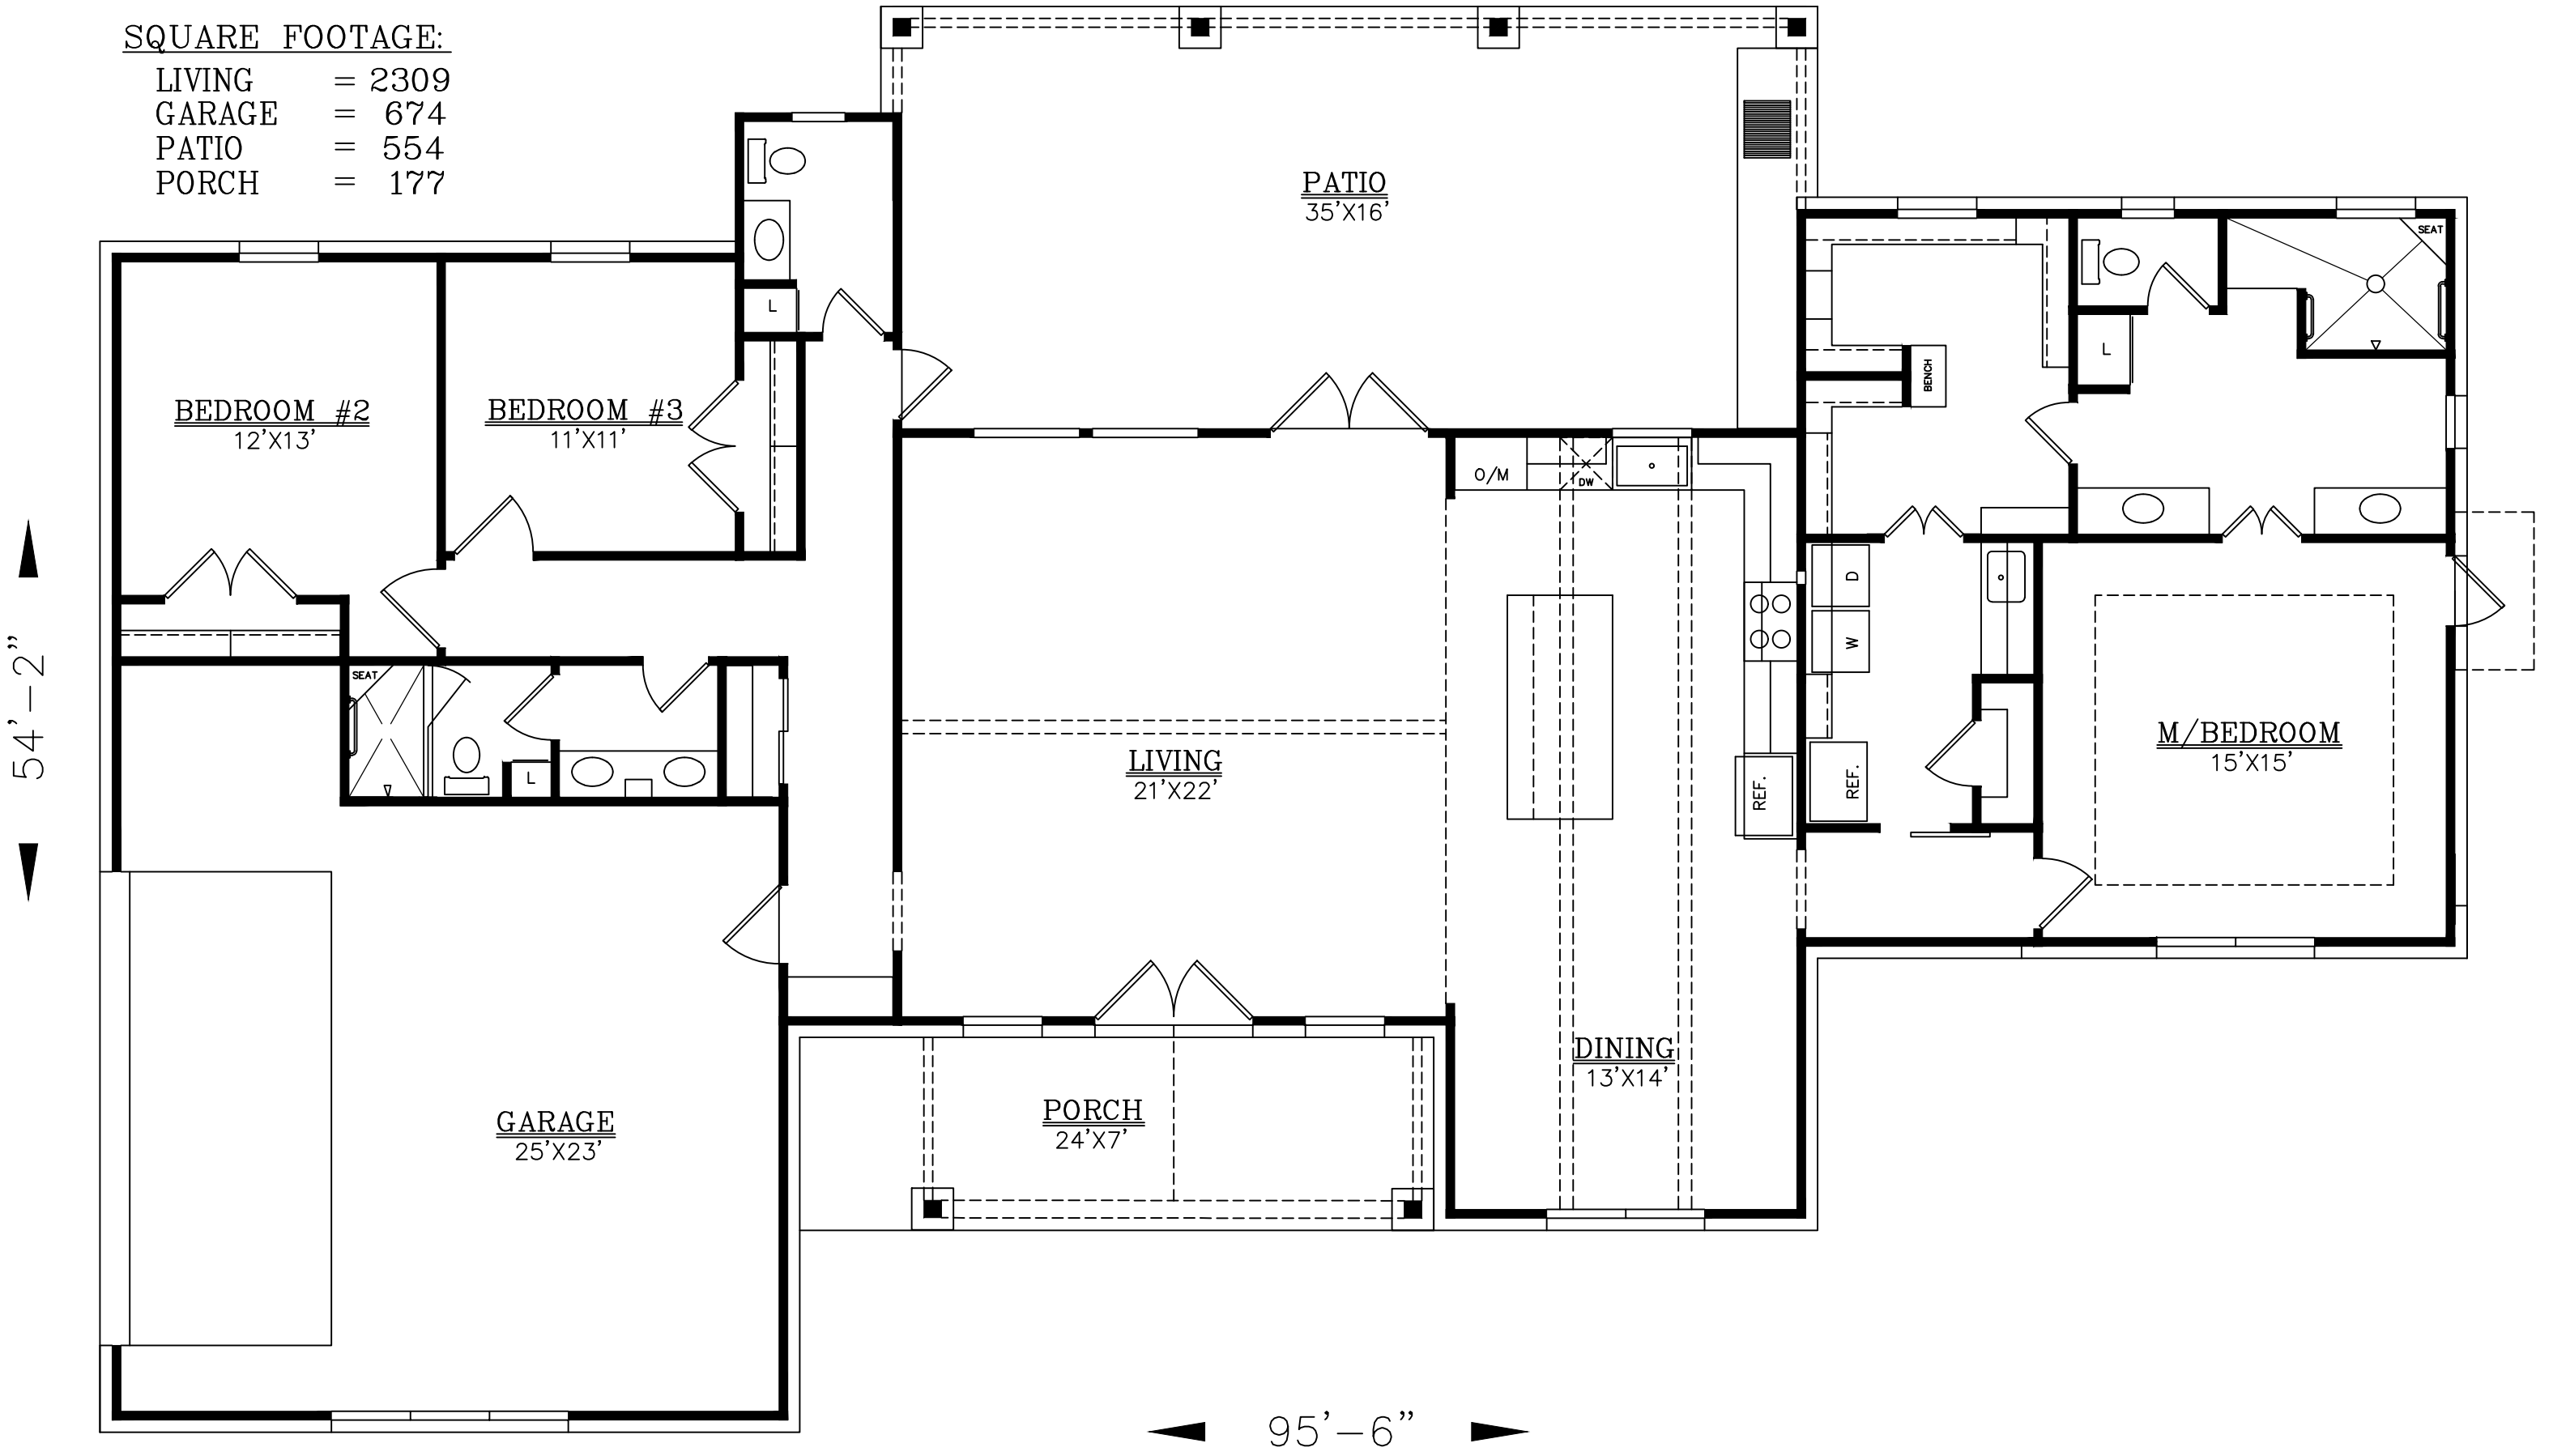 SQUARE FOOTAGE:
LIVING = 2309
GARAGE = 674
PATIO = 554
PORCH = 177
PATIO
35'X16'
SEAT
L
L
BENCH
BEDROOM #2
12'X13'
BEDROOM #3
11'X11'
O/M
DW
D
W
SEAT
L
LIVING
21'X22'
REF.
REF.
M/BEDROOM
15'X15'
54'-2"
DINING
13'X14'
PORCH
24'X7'
GARAGE
25'X23'
95'-6"